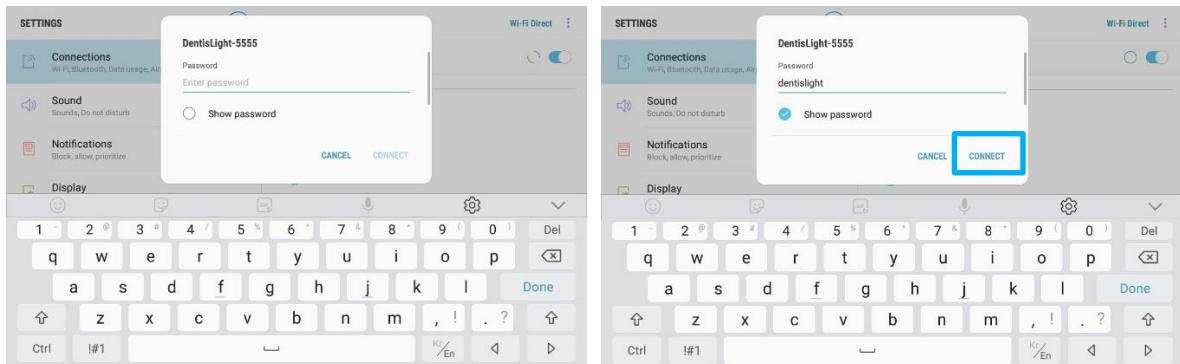 SETTINGS
Wi-Fi Direct
DentisLight-5555
Connections
Wi-Fi, Bluetooth, Data usage, Air
Password
Enter password
Show password
Sound
Sounds, Do not disturb
Notifications
Block, allow, prioritize
CANCEL CONNECT
Display
1 - 2 @ 3 # 4 / 5 % 6 ^ 7 & 8 * 9 ( 0 ) Del
q w e r t y u i o p
a s d f g h j k l Done
z x c v b n m , ! . ?
Ctrl !#1 Kr/En
SETTINGS
Wi-Fi Direct
DentisLight-5555
Connections
Wi-Fi, Bluetooth, Data usage, Air
Password
dentislight
Show password
Sound
Sounds, Do not disturb
Notifications
Block, allow, prioritize
CANCEL CONNECT
Display
1 - 2 @ 3 # 4 / 5 % 6 ^ 7 & 8 * 9 ( 0 ) Del
q w e r t y u i o p
a s d f g h j k l Done
z x c v b n m , ! . ?
Ctrl !#1 Kr/En